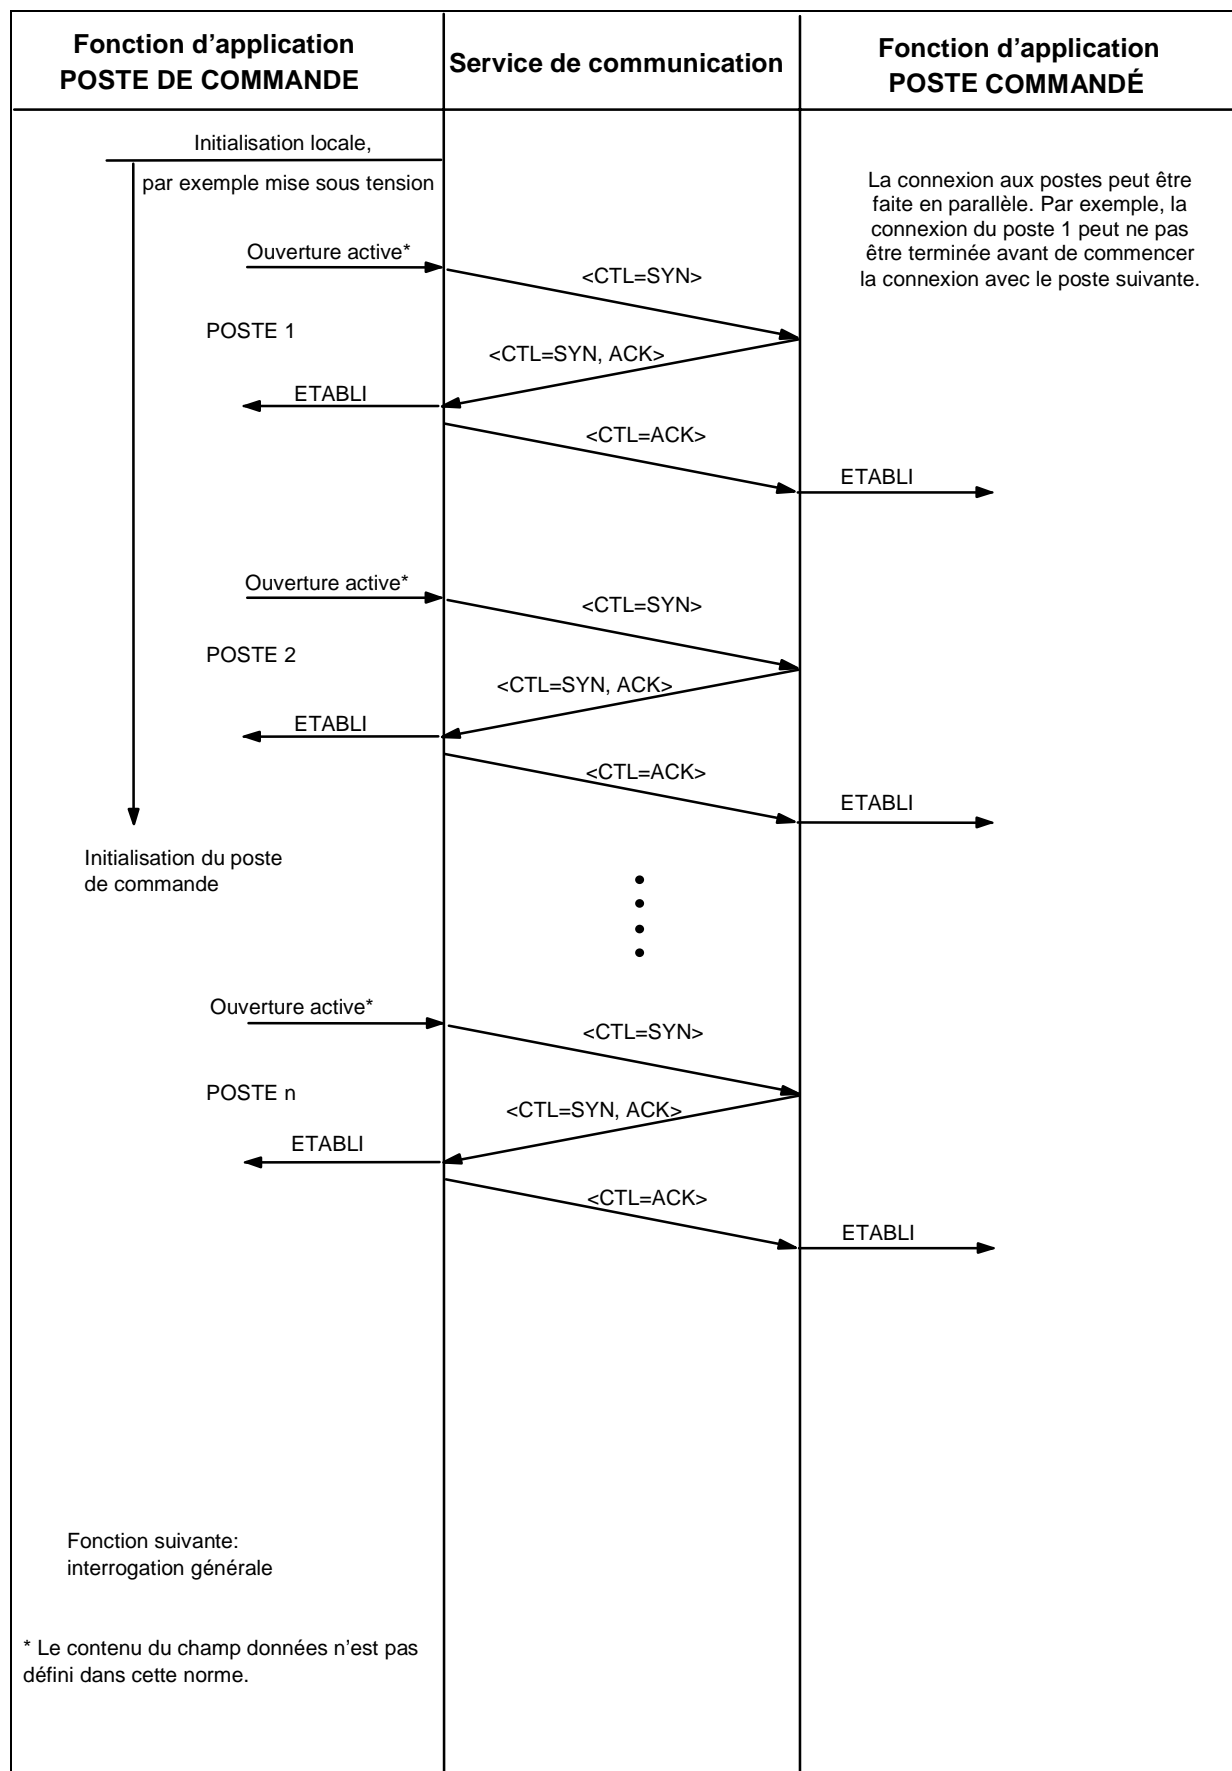 Fonction d'application
POSTE DE COMMANDE
Service de communication
Fonction d'application
POSTE COMMANDÉ
Initialisation locale,
par exemple mise sous tension
La connexion aux postes peut être
faite en parallèle. Par exemple, la
connexion du poste 1 peut ne pas
être terminée avant de commencer
la connexion avec le poste suivante.
Ouverture active*
<CTL=SYN>
POSTE 1
<CTL=SYN, ACK>
ETABLI
<CTL=ACK>
ETABLI
Ouverture active*
<CTL=SYN>
POSTE 2
<CTL=SYN, ACK>
ETABLI
<CTL=ACK>
ETABLI
Initialisation du poste
de commande
Ouverture active*
<CTL=SYN>
POSTE n
<CTL=SYN, ACK>
ETABLI
<CTL=ACK>
ETABLI
Fonction suivante:
interrogation générale
* Le contenu du champ données n'est pas
défini dans cette norme.